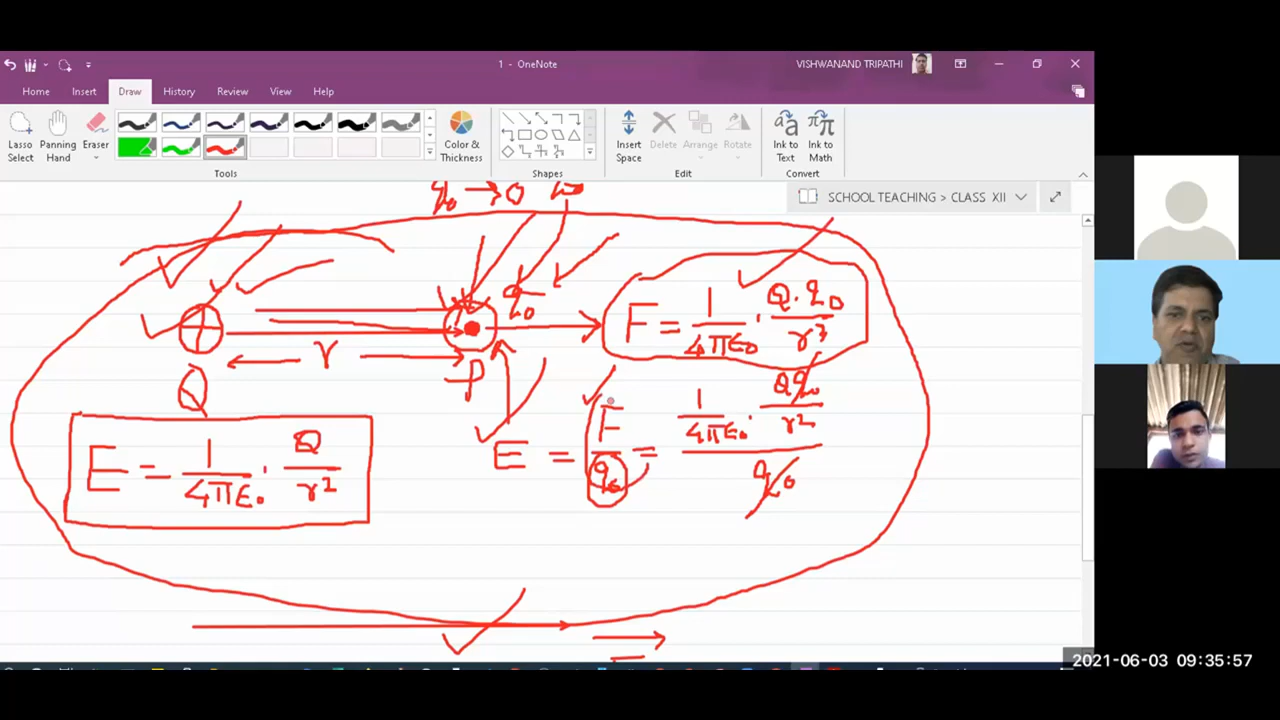 1 - OneNote
VISHWANAND TRIPATHI
Home Insert Draw History Review View Help
Lasso Select
Panning Hand
Eraser
Color & Thickness
Insert Space
Delete
Arrange
Rotate
Ink to Text
Ink to Math
Tools
Shapes
Edit
Convert
SCHOOL TEACHING > CLASS XII
q₀ → 0
q₀
F = 1/4πε₀ · Q·q₀/r²
r
Q
P
E = F/q₀ = 1/4πε₀ · Qq₀/r² / q₀
E = 1/4πε₀ · Q/r²
2021-06-03 09:35:57